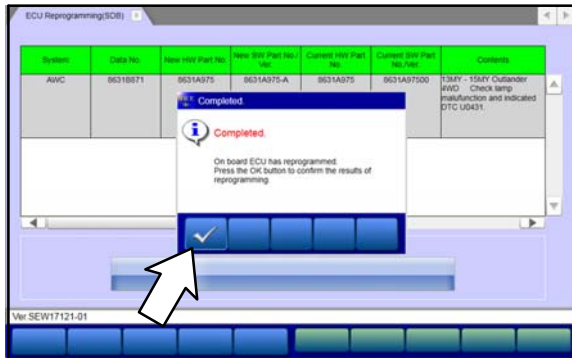 ECU Reprogramming(SDB)
System Data No. New HW Part No. New SW Part No./ Current HW Part Current SW Part Contents
Ver. No. No./Ver.
AWC 8631B871 8631A975 8631A975-A 8631A975 8631A97500 13MY - 15MY Outlander
4WD Check lamp
malufunction and indicated
DTC U0431.
Completed.
Completed.
On board ECU has reprogrammed.
Press the OK button to confirm the results of
reprogramming.
Ver.SEW17121-01